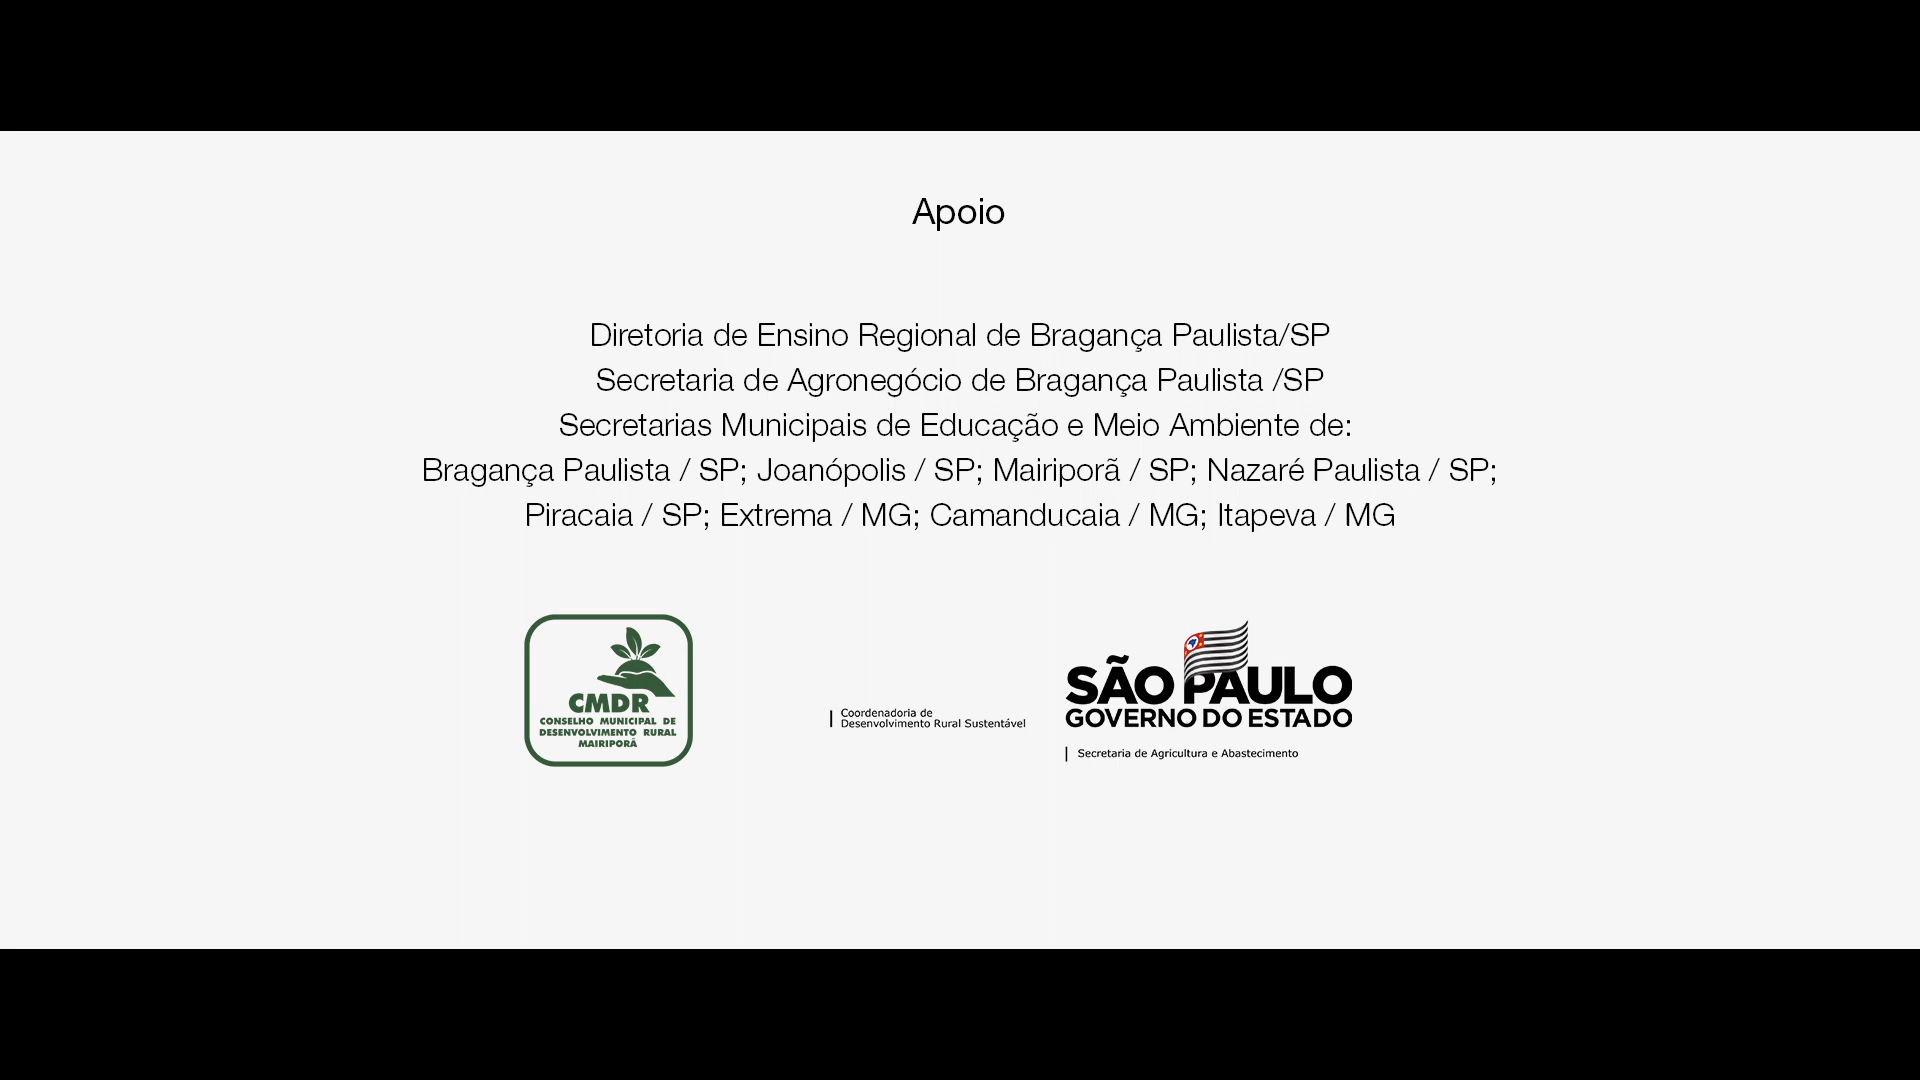 Apoio
Diretoria de Ensino Regional de Bragança Paulista/SP
Secretaria de Agronegócio de Bragança Paulista /SP
Secretarias Municipais de Educação e Meio Ambiente de:
Bragança Paulista / SP; Joanópolis / SP; Mairiporã / SP; Nazaré Paulista / SP;
Piracaia / SP; Extrema / MG; Camanducaia / MG; Itapeva / MG
CMDR
CONSELHO MUNICIPAL DE
DESENVOLVIMENTO RURAL
MAIRIPORÃ
Coordenadoria de
Desenvolvimento Rural Sustentável
SÃO PAULO
GOVERNO DO ESTADO
Secretaria de Agricultura e Abastecimento